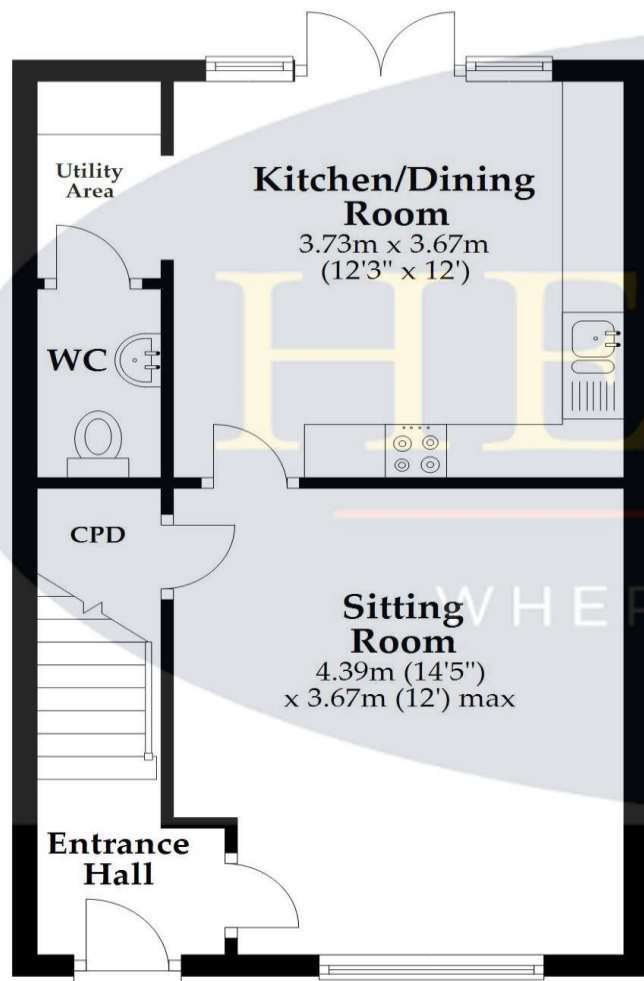 Utility
Area
Kitchen/Dining
Room
3.73m x 3.67m
(12'3" x 12')
WC
CPD
Sitting
Room
4.39m (14'5")
x 3.67m (12') max
Entrance
Hall
HE
WHER